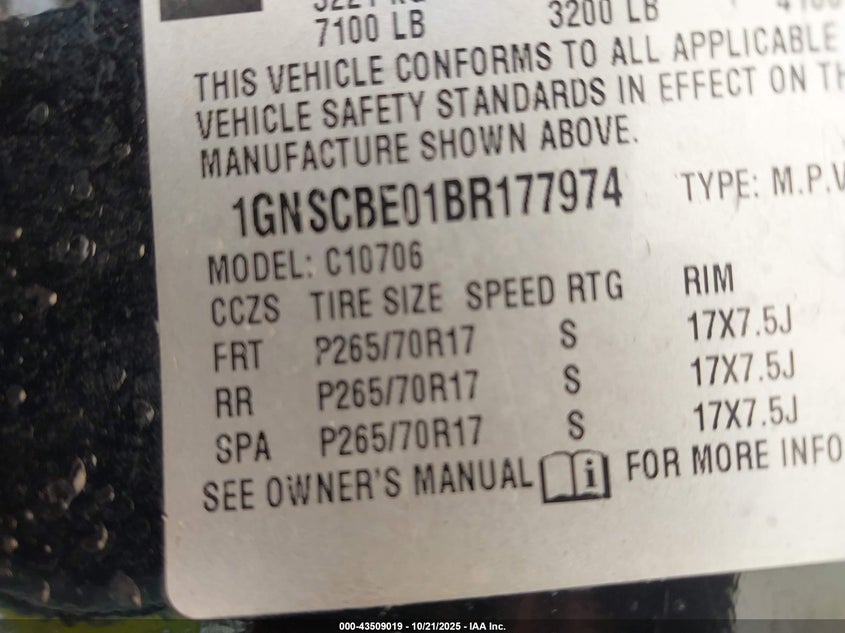 7100 LB 3200 LB
THIS VEHICLE CONFORMS TO ALL APPLICABLE
VEHICLE SAFETY STANDARDS IN EFFECT ON
MANUFACTURE SHOWN ABOVE.
1GNSCBE01BR177974 TYPE: M.P.V
MODEL: C10706
CCZS TIRE SIZE SPEED RTG RIM
FRT P265/70R17 S 17X7.5J
RR P265/70R17 S 17X7.5J
SPA P265/70R17 S 17X7.5J
SEE OWNER'S MANUAL FOR MORE INFO
000-43509019 - 10/21/2025 - IAA Inc.